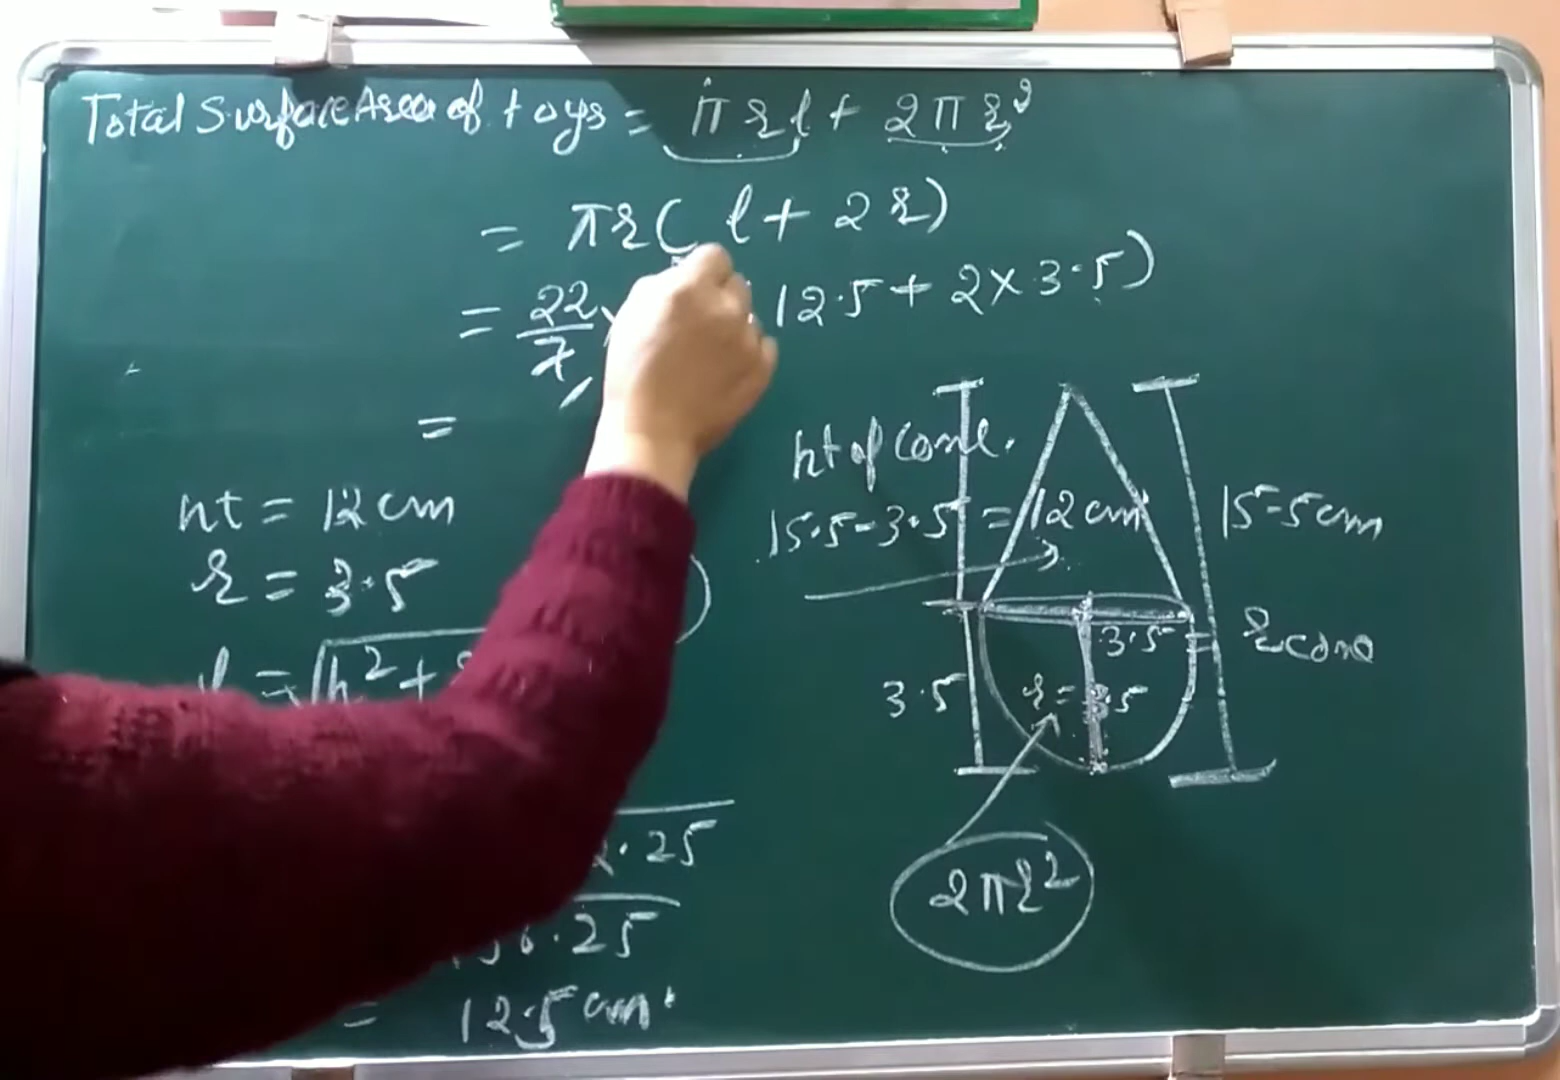 Total Surface Area of toys = πrl + 2πr²
= πr( l + 2r)
= 22/7 × 12.5 + 2×3.5)
=
ht = 12 cm
r = 3.5
l = √h² +
2.25
56.25
= 12.5 cm
ht of cone.
15.5-3.5 = 12 cm
15.5 cm
3.5 = r cone
3.5
r = 3.5
2πr²